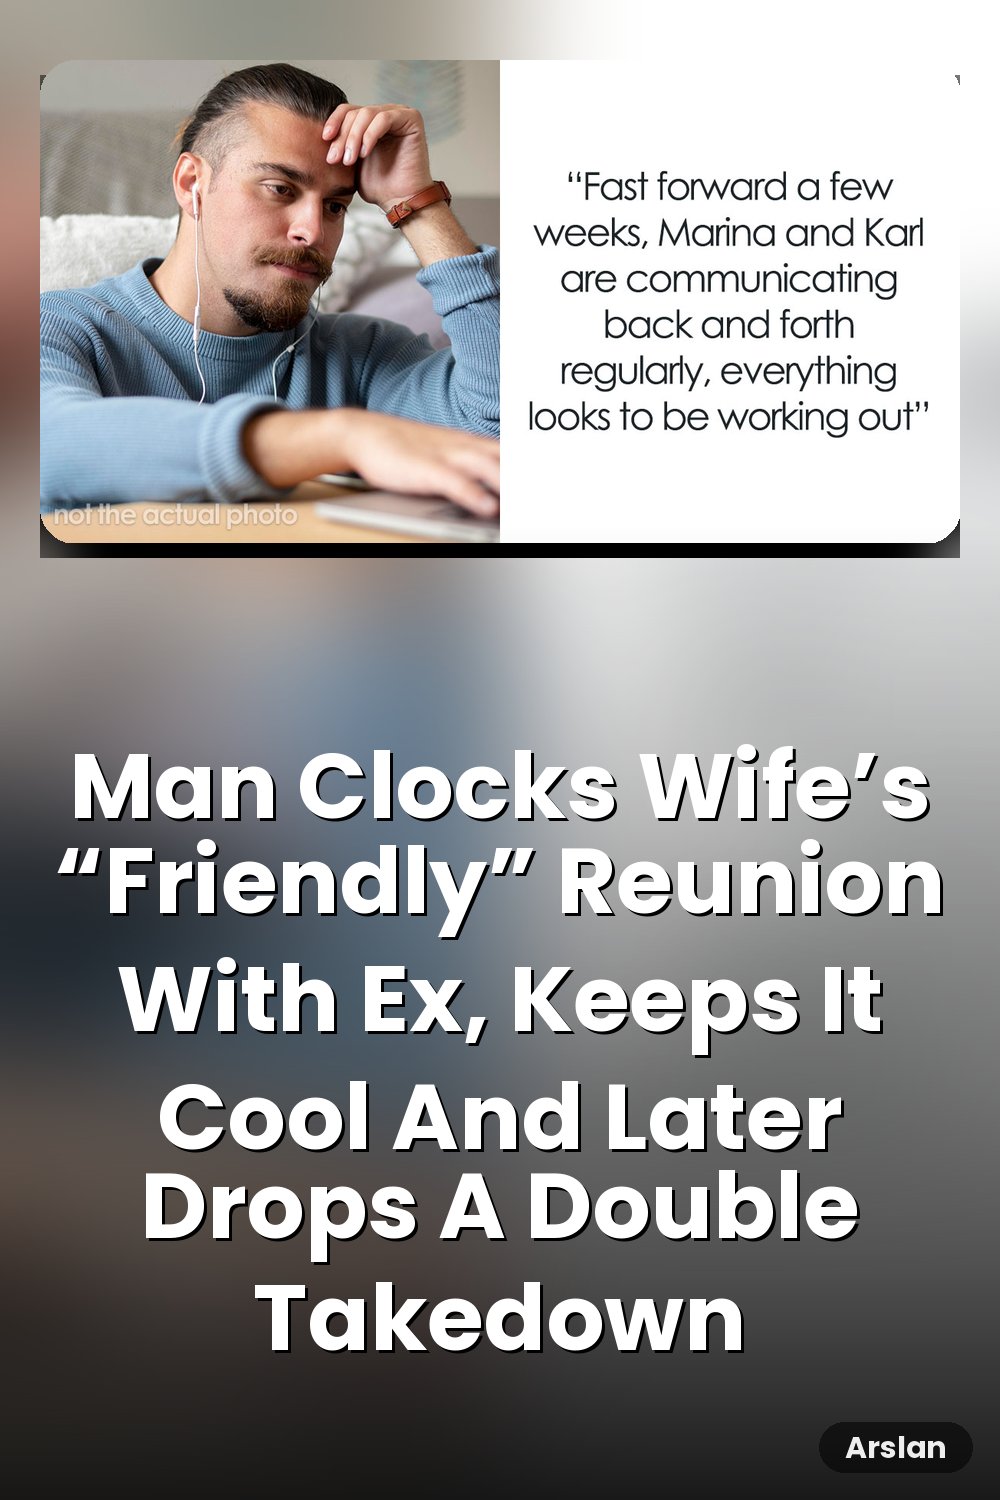 “Fast forward a few
weeks, Marina and Karl
are communicating
back and forth
regularly, everything
looks to be working out”
not the actual photo
Man Clocks Wife’s
“Friendly” Reunion
With Ex, Keeps It
Cool And Later
Drops A Double
Takedown
Arslan